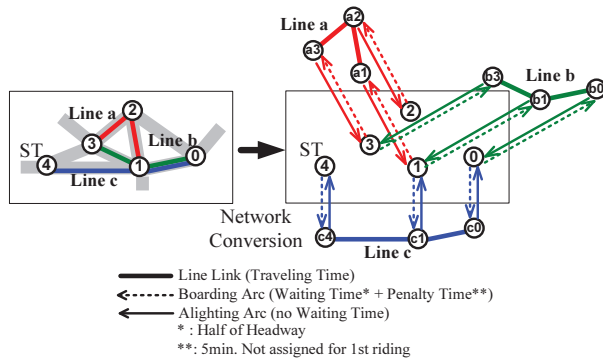 Line a
a2
a3
a1
b3
Line b
b0
b1
Line a
2
Line b
3
ST
0
4
1
Line c
2
3
ST
0
4
1
Network
Conversion
c4
c1
c0
Line c
Line Link (Traveling Time)
Boarding Arc (Waiting Time* + Penalty Time**)
Alighting Arc (no Waiting Time)
* : Half of Headway
**: 5min. Not assigned for 1st riding